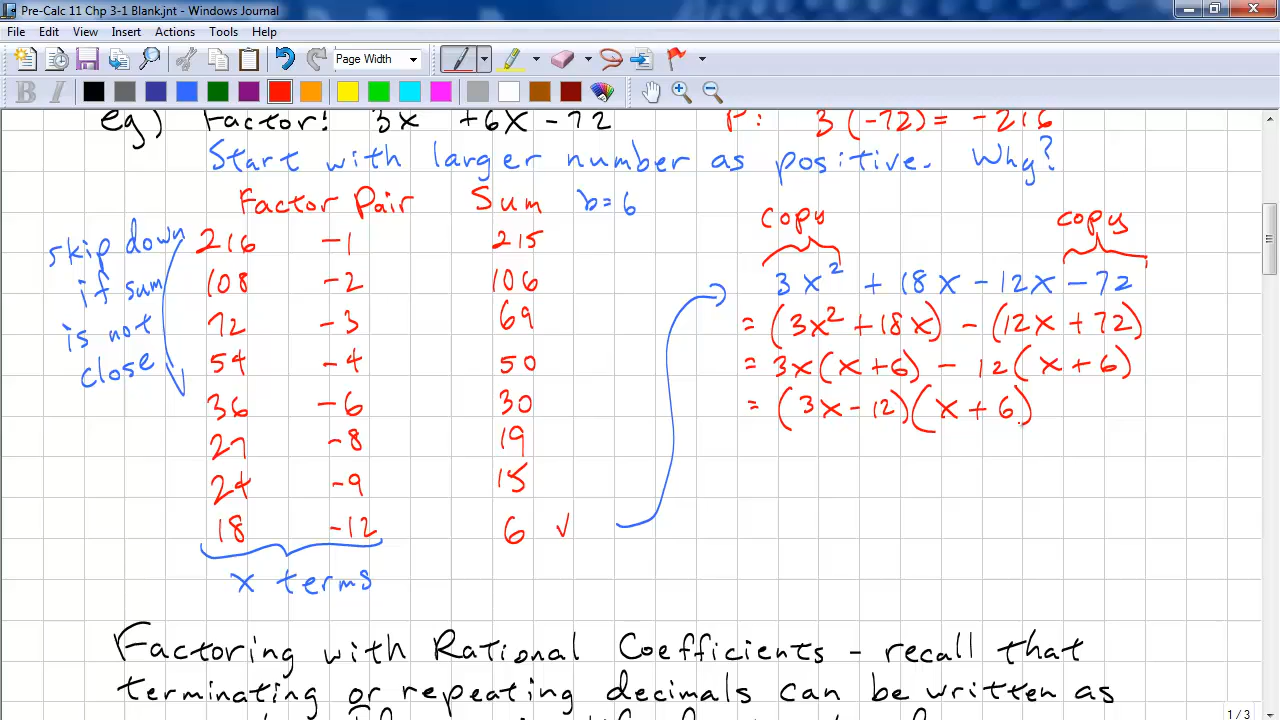 Pre-Calc 11 Chp 3-1 Blank.jnt - Windows Journal
File Edit View Insert Actions Tools Help
Page Width
B I
eg) Factor! 3x +6x -72
P: 3(-72) = -216
Start with larger number as positive. Why?
Factor Pair Sum b=6
skip down
if sum
is not
close
216 -1 215
108 -2 106
72 -3 69
54 -4 50
36 -6 30
27 -8 19
24 -9 15
18 -12 6 √
x terms
copy copy
3x² + 18x - 12x - 72
= (3x² + 18x) - (12x + 72)
= 3x(x+6) - 12(x+6)
= (3x-12)(x+6)
Factoring with Rational Coefficients - recall that
terminating or repeating decimals can be written as
1/3